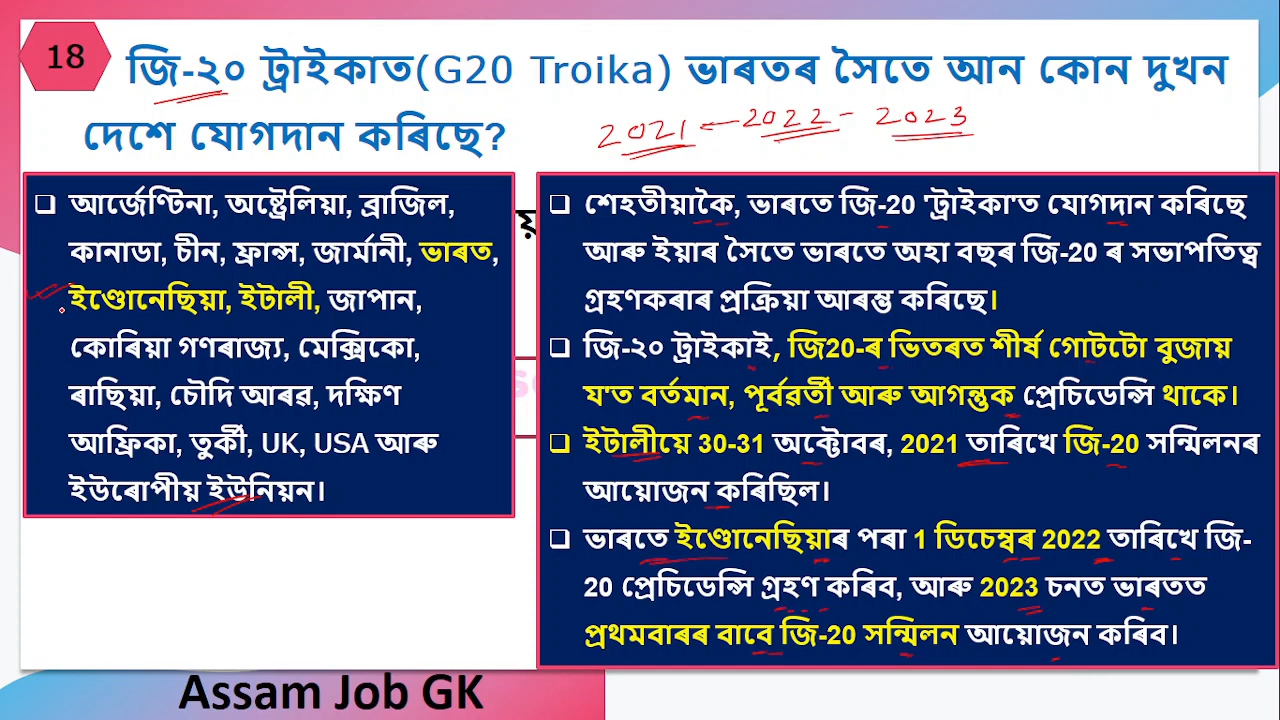 18
জি-২০ ট্ৰাইকাত(G20 Troika) ভাৰতৰ সৈতে আন কোন দুখন
দেশে যোগদান কৰিছে?
2021 ← 2022 - 2023
❑ আৰ্জেণ্টিনা, অষ্ট্ৰেলিয়া, ব্ৰাজিল,
কানাডা, চীন, ফ্ৰান্স, জাৰ্মানী, ভাৰত,
ইণ্ডোনেছিয়া, ইটালী, জাপান,
কোৰিয়া গণৰাজ্য, মেক্সিকো,
ৰাছিয়া, চৌদি আৰৱ, দক্ষিণ
আফ্ৰিকা, তুৰ্কী, UK, USA আৰু
ইউৰোপীয় ইউনিয়ন।
❑ শেহতীয়াকৈ, ভাৰতে জি-20 'ট্ৰাইকা'ত যোগদান কৰিছে
আৰু ইয়াৰ সৈতে ভাৰতে অহা বছৰ জি-20 ৰ সভাপতিত্ব
গ্ৰহণকৰাৰ প্ৰক্ৰিয়া আৰম্ভ কৰিছে।
❑ জি-২০ ট্ৰাইকাই, জি20-ৰ ভিতৰত শীৰ্ষ গোটটো বুজায়
য'ত বৰ্তমান, পূৰ্বৱৰ্তী আৰু আগন্তুক প্ৰেচিডেন্সি থাকে।
❑ ইটালীয়ে 30-31 অক্টোবৰ, 2021 তাৰিখে জি-20 সন্মিলনৰ
আয়োজন কৰিছিল।
❑ ভাৰতে ইণ্ডোনেছিয়াৰ পৰা 1 ডিচেম্বৰ 2022 তাৰিখে জি-
20 প্ৰেচিডেন্সি গ্ৰহণ কৰিব, আৰু 2023 চনত ভাৰতত
প্ৰথমবাৰৰ বাবে জি-20 সন্মিলন আয়োজন কৰিব।
Assam Job GK